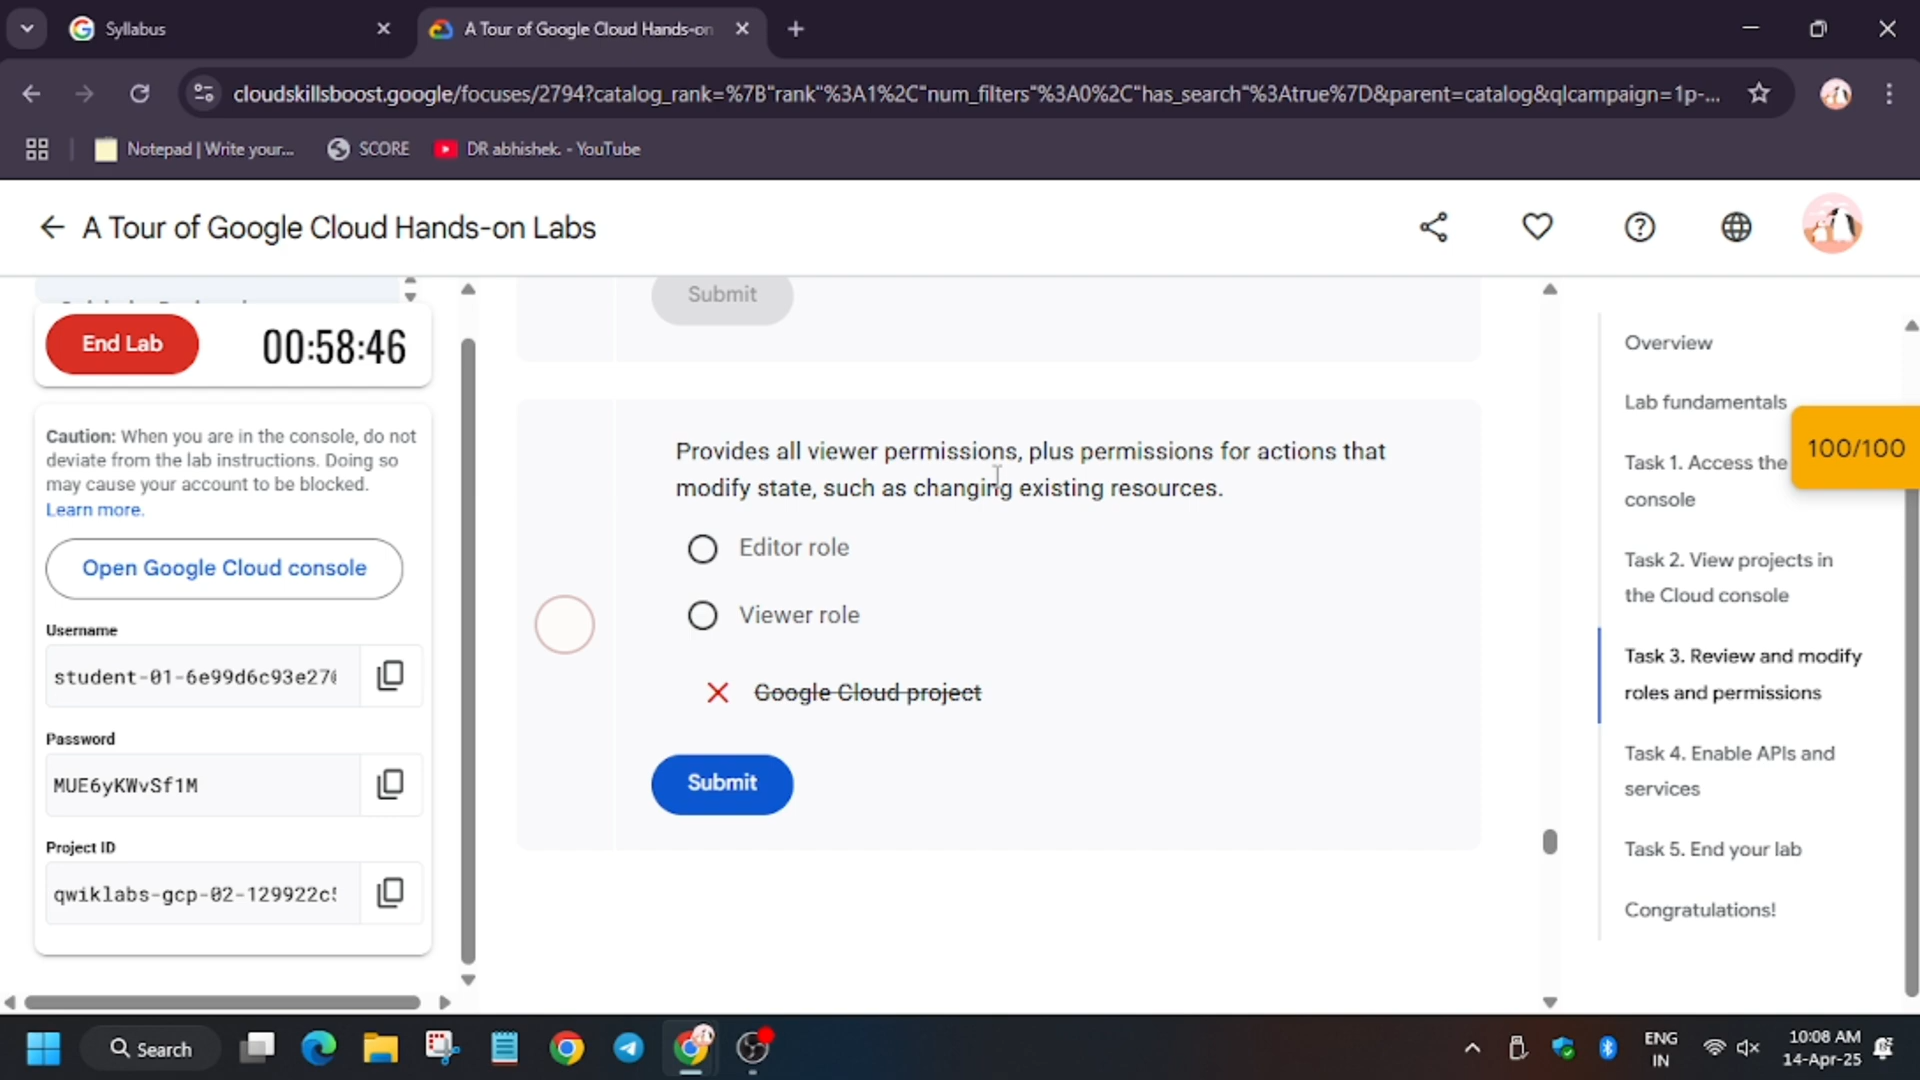 Syllabus
A Tour of Google Cloud Hands-on
cloudskillsboost.google/focuses/2794?catalog_rank=%7B"rank"%3A1%2C"num_filters"%3A0%2C"has_search"%3Atrue%7D&parent=catalog&qlcampaign=1p-...
Notepad | Write your... SCORE DR abhishek. - YouTube
A Tour of Google Cloud Hands-on Labs
End Lab 00:58:46
Caution: When you are in the console, do not
deviate from the lab instructions. Doing so
may cause your account to be blocked.
Learn more.
Open Google Cloud console
Username
student-01-6e99d6c93e27
Password
MUE6yKWvSf1M
Project ID
qwiklabs-gcp-02-129922c
Submit
Provides all viewer permissions, plus permissions for actions that
modify state, such as changing existing resources.
Editor role
Viewer role
Google Cloud project
Submit
Overview
Lab fundamentals
100/100
Task 1. Access the
console
Task 2. View projects in
the Cloud console
Task 3. Review and modify
roles and permissions
Task 4. Enable APIs and
services
Task 5. End your lab
Congratulations!
Search
ENG
IN
10:08 AM
14-Apr-25